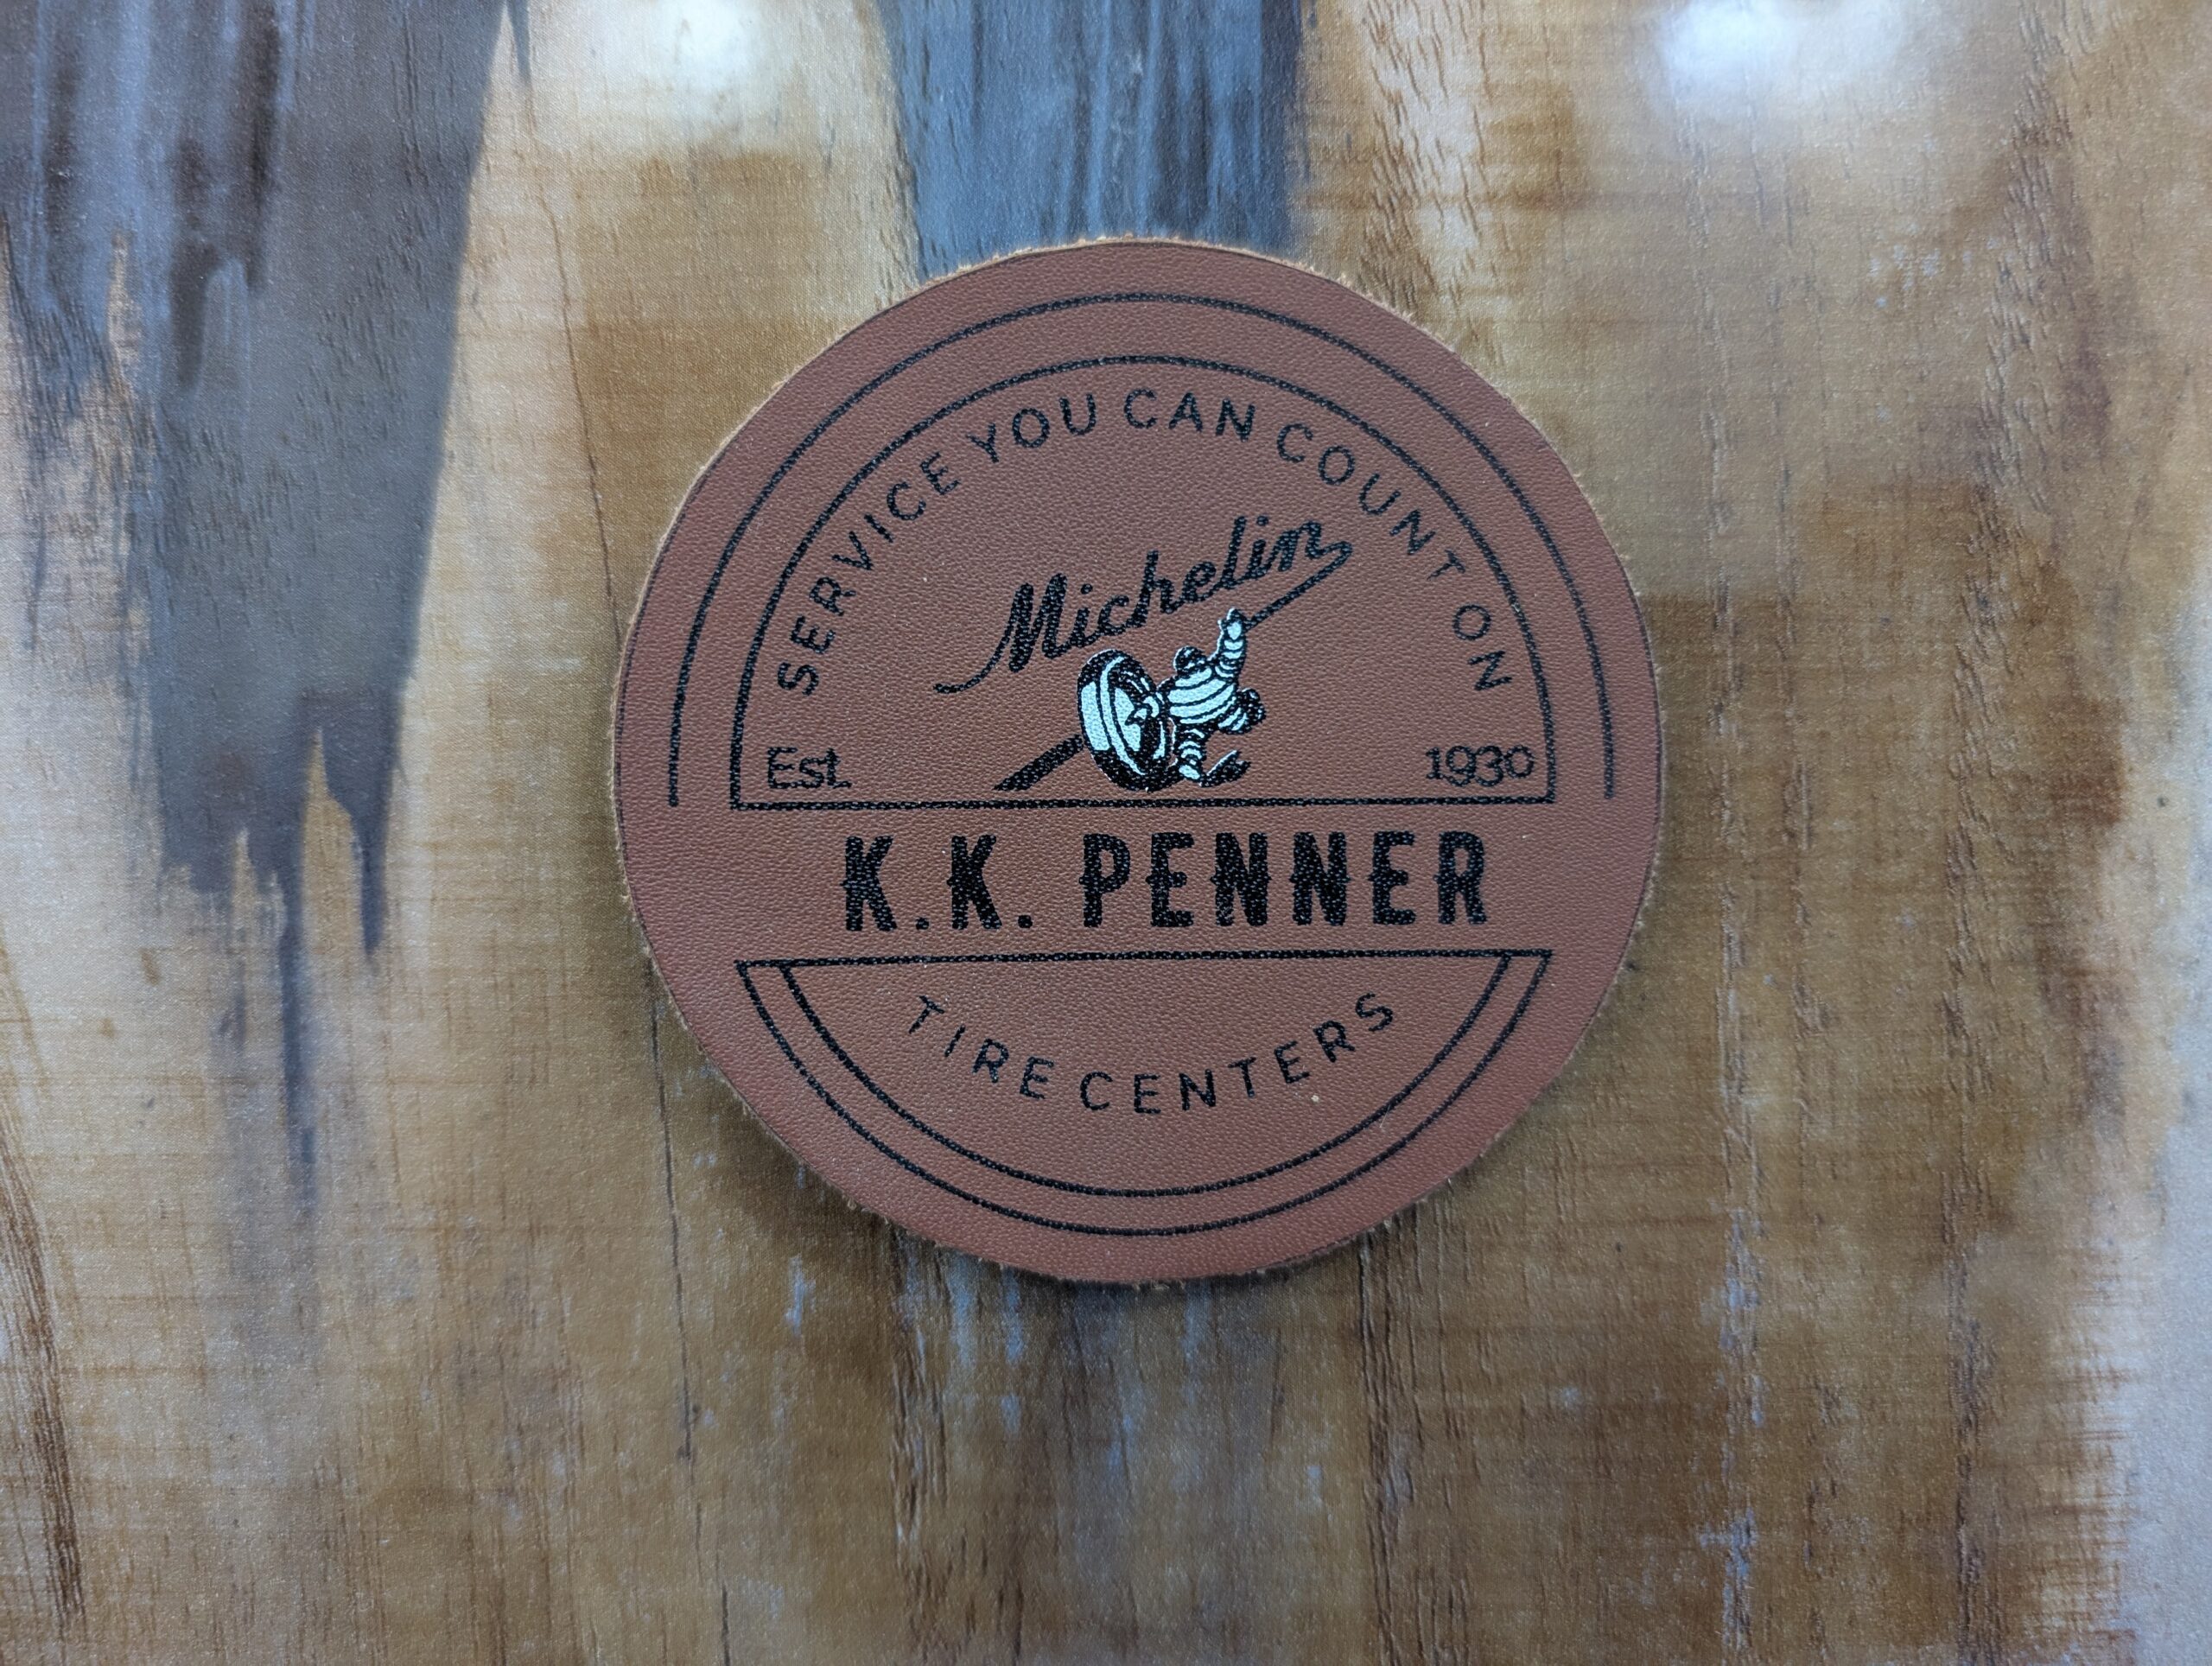 SERVICE YOU CAN COUNT ON
Michelin
Est. 1930
K.K. PENNER
TIRE CENTERS